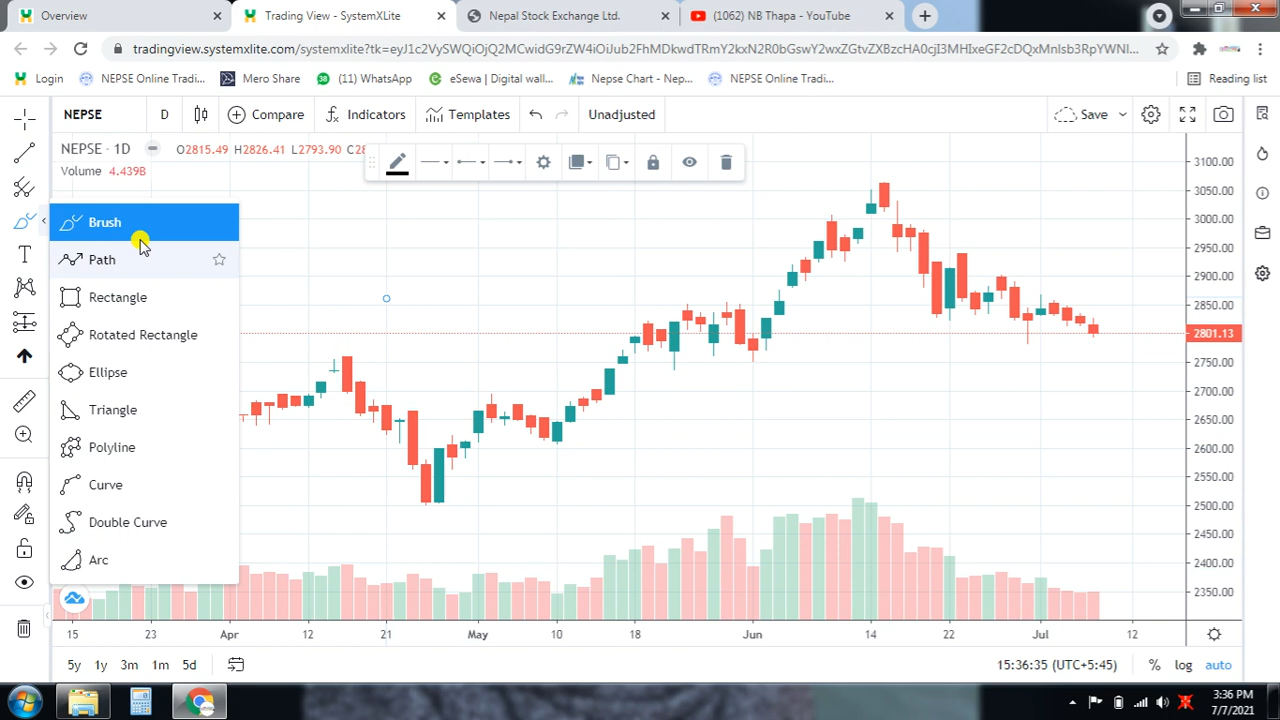 Overview
Trading View - SystemXLite
Nepal Stock Exchange Ltd.
(1062) NB Thapa - YouTube
Login
NEPSE Online Tradi...
Mero Share
(11) WhatsApp
eSewa | Digital wall...
Nepse Chart - Nep...
NEPSE Online Tradi...
Reading list
NEPSE
D
Compare
Indicators
Templates
Unadjusted
Save
NEPSE · 1D
O2815.49 H2826.41 L2793.90 C28
Volume 4.439B
Brush
Path
Rectangle
Rotated Rectangle
Ellipse
Triangle
Polyline
Curve
Double Curve
Arc
3100.00
3050.00
3000.00
2950.00
2900.00
2850.00
2801.13
2750.00
2700.00
2650.00
2600.00
2550.00
2500.00
2450.00
2400.00
2350.00
15
23
Apr
12
21
May
10
18
Jun
14
22
Jul
12
5y
1y
3m
1m
5d
15:36:35 (UTC+5:45)
%
log
auto
3:36 PM
7/7/2021